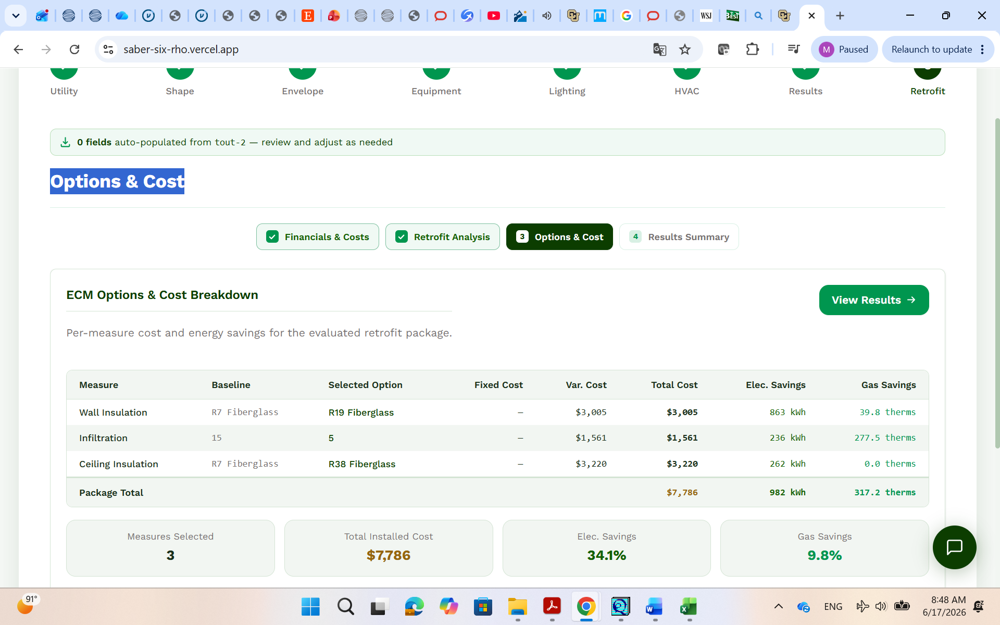 saber-six-rho.vercel.app
M Paused
Relaunch to update
Utility Shape Envelope Equipment Lighting HVAC Results Retrofit
0 fields auto-populated from tout-2 — review and adjust as needed
Options & Cost
Financials & Costs Retrofit Analysis 3 Options & Cost 4 Results Summary
ECM Options & Cost Breakdown
View Results →
Per-measure cost and energy savings for the evaluated retrofit package.
Measure Baseline Selected Option Fixed Cost Var. Cost Total Cost Elec. Savings Gas Savings
Wall Insulation R7 Fiberglass R19 Fiberglass — $3,005 $3,005 863 kWh 39.8 therms
Infiltration 15 5 — $1,561 $1,561 236 kWh 277.5 therms
Ceiling Insulation R7 Fiberglass R38 Fiberglass — $3,220 $3,220 262 kWh 0.0 therms
Package Total $7,786 982 kWh 317.2 therms
Measures Selected Total Installed Cost Elec. Savings Gas Savings
3 $7,786 34.1% 9.8%
91°
ENG
8:48 AM
6/17/2026